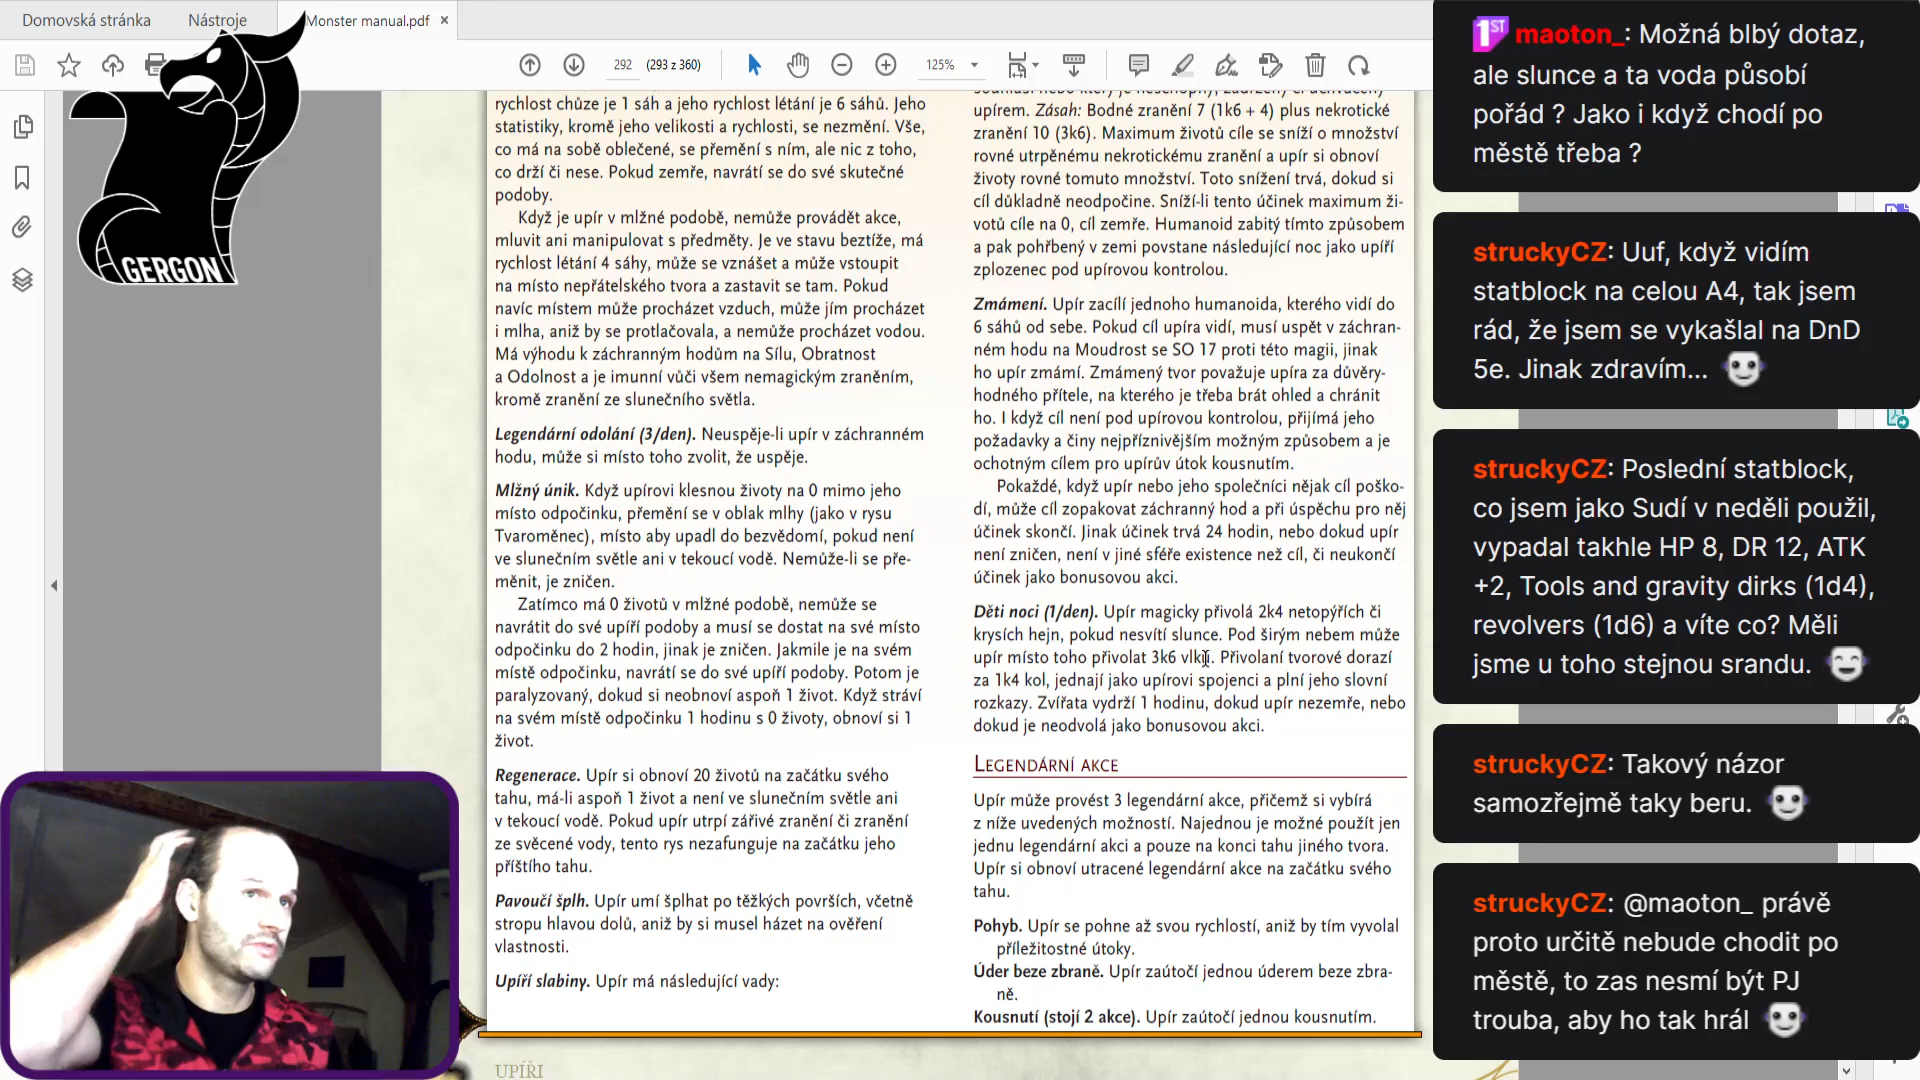 Domovská stránka
Nástroje
Monster manual.pdf
292
(293 z 360)
125%
GERGON
rychlost chůze je 1 sáh a jeho rychlost létání je 6 sáhů. Jeho
statistiky, kromě jeho velikosti a rychlosti, se nezmění. Vše,
co má na sobě oblečené, se přemění s ním, ale nic z toho,
co drží či nese. Pokud zemře, navrátí se do své skutečné
podoby.
Když je upír v mlžné podobě, nemůže provádět akce,
mluvit ani manipulovat s předměty. Je ve stavu beztíže, má
rychlost létání 4 sáhy, může se vznášet a může vstoupit
na místo nepřátelského tvora a zastavit se tam. Pokud
navíc místem může procházet vzduch, může jím procházet
i mlha, aniž by se protlačovala, a nemůže procházet vodou.
Má výhodu k záchranným hodům na Sílu, Obratnost
a Odolnost a je imunní vůči všem nemagickým zraněním,
kromě zranění ze slunečního světla.
Legendární odolání (3/den). Neuspěje-li upír v záchranném
hodu, může si místo toho zvolit, že uspěje.
Mlžný únik. Když upírovi klesnou životy na 0 mimo jeho
místo odpočinku, přemění se v oblak mlhy (jako v rysu
Tvaroměnec), místo aby upadl do bezvědomí, pokud není
ve slunečním světle ani v tekoucí vodě. Nemůže-li se pře-
měnit, je zničen.
Zatímco má 0 životů v mlžné podobě, nemůže se
navrátit do své upíří podoby a musí se dostat na své místo
odpočinku do 2 hodin, jinak je zničen. Jakmile je na svém
místě odpočinku, navrátí se do své upíří podoby. Potom je
paralyzovaný, dokud si neobnoví aspoň 1 život. Když stráví
na svém místě odpočinku 1 hodinu s 0 životy, obnoví si 1
život.
Regenerace. Upír si obnoví 20 životů na začátku svého
tahu, má-li aspoň 1 život a není ve slunečním světle ani
v tekoucí vodě. Pokud upír utrpí zářivé zranění či zranění
ze svěcené vody, tento rys nezafunguje na začátku jeho
příštího tahu.
Pavoučí šplh. Upír umí šplhat po těžkých površích, včetně
stropu hlavou dolů, aniž by si musel házet na ověření
vlastnosti.
Upíří slabiny. Upír má následující vady:
UPÍŘI
upírem. Zásah: Bodné zranění 7 (1k6 + 4) plus nekrotické
zranění 10 (3k6). Maximum životů cíle se sníží o množství
rovné utrpěnému nekrotickému zranění a upír si obnoví
životy rovné tomuto množství. Toto snížení trvá, dokud si
cíl důkladně neodpočine. Sníží-li tento účinek maximum ži-
votů cíle na 0, cíl zemře. Humanoid zabitý tímto způsobem
a pak pohřbený v zemi povstane následující noc jako upíří
zplozenec pod upírovou kontrolou.
Zmámení. Upír zacílí jednoho humanoida, kterého vidí do
6 sáhů od sebe. Pokud cíl upíra vidí, musí uspět v záchran-
ném hodu na Moudrost se SO 17 proti této magii, jinak
ho upír zmámí. Zmámený tvor považuje upíra za důvěry-
hodného přítele, na kterého je třeba brát ohled a chránit
ho. I když cíl není pod upírovou kontrolou, přijímá jeho
požadavky a činy nejpříznivějším možným způsobem a je
ochotným cílem pro upírův útok kousnutím.
Pokaždé, když upír nebo jeho společníci nějak cíl poško-
dí, může cíl zopakovat záchranný hod a při úspěchu pro něj
účinek skončí. Jinak účinek trvá 24 hodin, nebo dokud upír
není zničen, není v jiné sféře existence než cíl, či neukončí
účinek jako bonusovou akci.
Děti noci (1/den). Upír magicky přivolá 2k4 netopýřích či
krysích hejn, pokud nesvítí slunce. Pod širým nebem může
upír místo toho přivolat 3k6 vlků. Přivolaní tvorové dorazí
za 1k4 kol, jednají jako upírovi spojenci a plní jeho slovní
rozkazy. Zvířata vydrží 1 hodinu, dokud upír nezemře, nebo
dokud je neodvolá jako bonusovou akci.
LEGENDÁRNÍ AKCE
Upír může provést 3 legendární akce, přičemž si vybírá
z níže uvedených možností. Najednou je možné použít jen
jednu legendární akci a pouze na konci tahu jiného tvora.
Upír si obnoví utracené legendární akce na začátku svého
tahu.
Pohyb. Upír se pohne až svou rychlostí, aniž by tím vyvolal
příležitostné útoky.
Úder beze zbraně. Upír zaútočí jednou úderem beze zbra-
ně.
Kousnutí (stojí 2 akce). Upír zaútočí jednou kousnutím.
1ST maoton_: Možná blbý dotaz,
ale slunce a ta voda působí
pořád ? Jako i když chodí po
městě třeba ?
struckyCZ: Uuf, když vidím
statblock na celou A4, tak jsem
rád, že jsem se vykašlal na DnD
5e. Jinak zdravím...
struckyCZ: Poslední statblock,
co jsem jako Sudí v neděli použil,
vypadal takhle HP 8, DR 12, ATK
+2, Tools and gravity dirks (1d4),
revolvers (1d6) a víte co? Měli
jsme u toho stejnou srandu.
struckyCZ: Takový názor
samozřejmě taky beru.
struckyCZ: @maoton_ právě
proto určitě nebude chodit po
městě, to zas nesmí být PJ
trouba, aby ho tak hrál